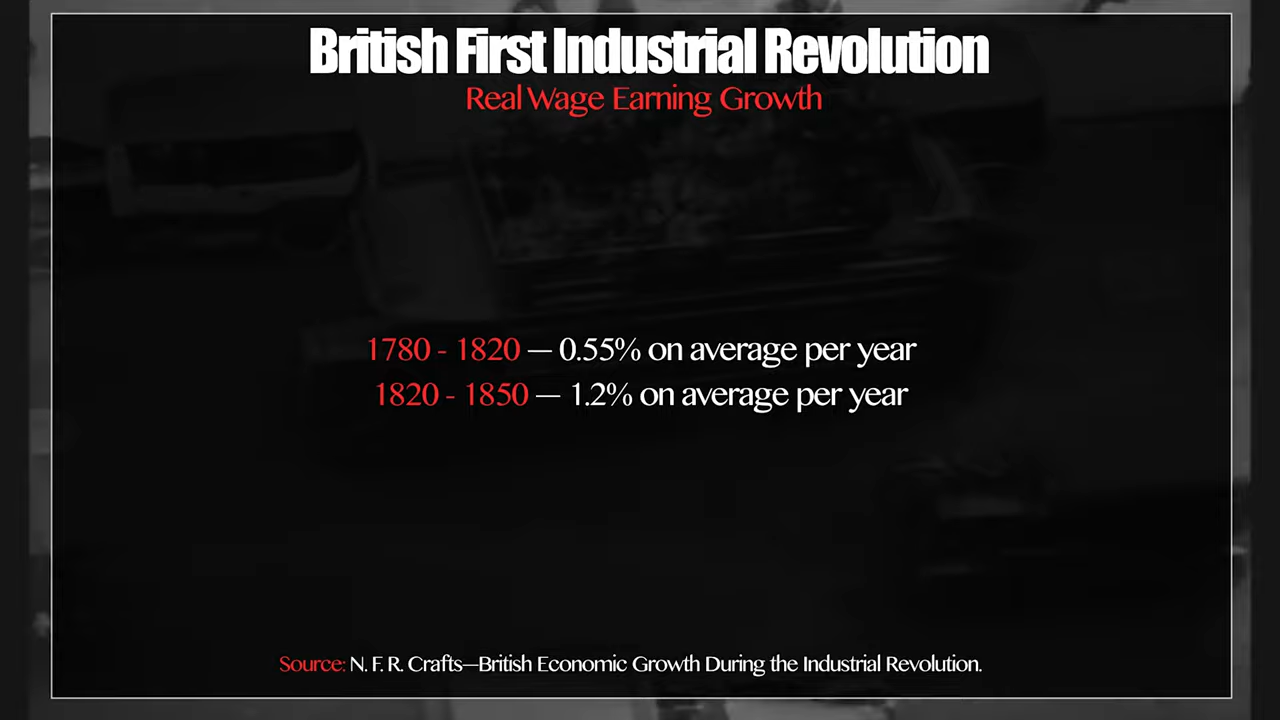 British First Industrial Revolution
Real Wage Earning Growth
1780 - 1820 — 0.55% on average per year
1820 - 1850 — 1.2% on average per year
Source: N. F. R. Crafts—British Economic Growth During the Industrial Revolution.